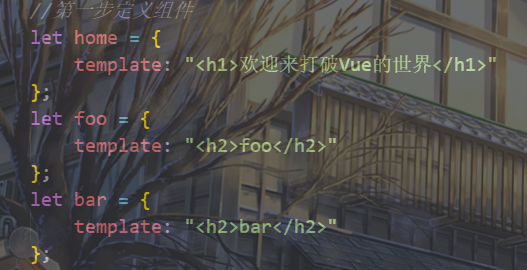 //第一步定义组件
let home = {
    template: "<h1>欢迎来打破Vue的世界</h1>"
};
let foo = {
    template: "<h2>foo</h2>"
};
let bar = {
    template: "<h2>bar</h2>"
};